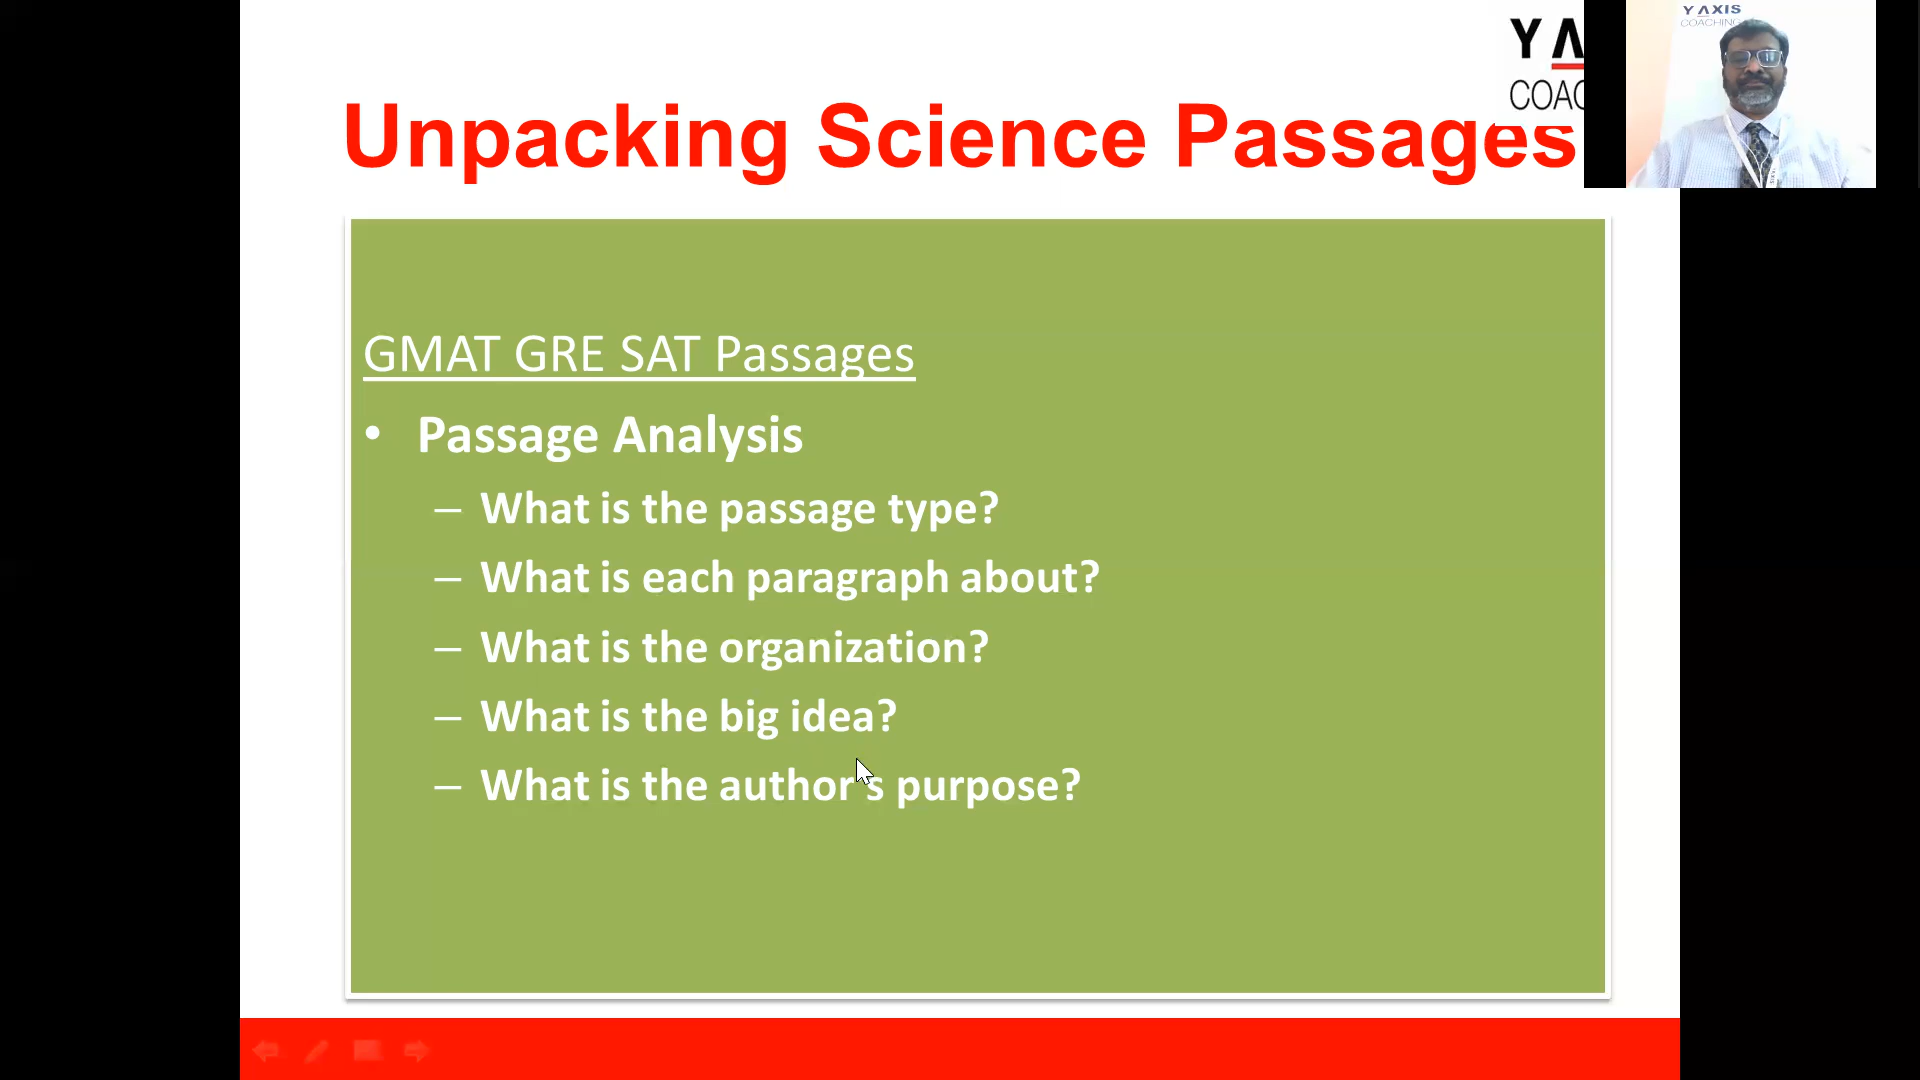 Y AXIS
COACHING
Unpacking Science Passages
GMAT GRE SAT Passages
• Passage Analysis
– What is the passage type?
– What is each paragraph about?
– What is the organization?
– What is the big idea?
– What is the author's purpose?